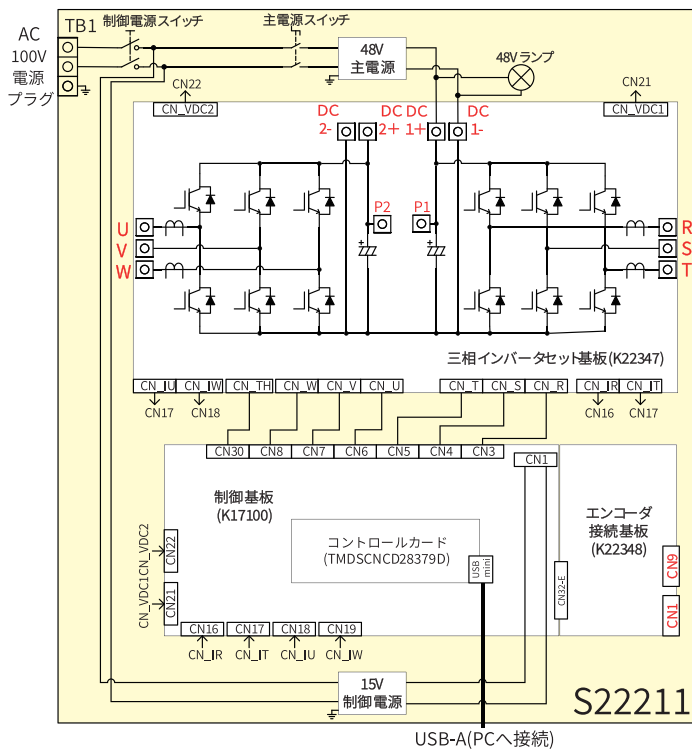 AC
100V
電源
プラグ
TB1
制御電源スイッチ
主電源スイッチ
48V
主電源
48Vランプ
CN22
CN_VDC2
CN21
CN_VDC1
DC
2-
DC
2+
DC
1+
DC
1-
P2
P1
U
V
W
R
S
T
三相インバータセット基板(K22347)
CN_IU
CN_IW
CN_TH
CN_W
CN_V
CN_U
CN_T
CN_S
CN_R
CN_IR
CN_IT
CN17
CN18
CN16
CN17
CN30
CN8
CN7
CN6
CN5
CN4
CN3
CN1
制御基板
(K17100)
エンコーダ
接続基板
(K22348)
コントロールカード
(TMDSCNCD28379D)
USB
mini
CN32-E
CN9
CN1
CN_VDC2
CN22
CN_VDC1
CN21
CN16
CN17
CN18
CN19
CN_IR
CN_IT
CN_IU
CN_IW
15V
制御電源
S22211
USB-A(PCへ接続)